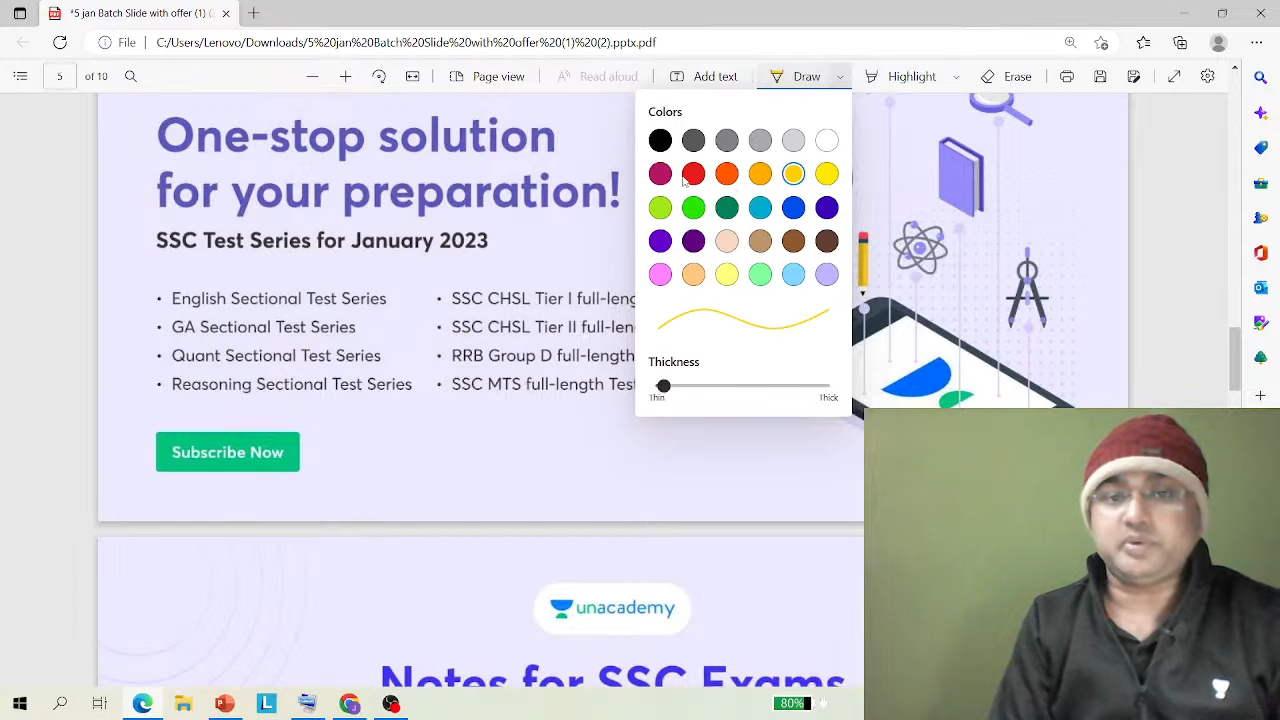 *5 jan Batch Slide with offer (1) (
File
C:/Users/Lenovo/Downloads/5%20jan%20Batch%20Slide%20with%20offer%20(1)%20(2).pptx.pdf
5 of 10
Page view
Read aloud
Add text
Draw
Highlight
Erase
Colors
Thickness
Thin
Thick
One-stop solution
for your preparation!
SSC Test Series for January 2023
• English Sectional Test Series
• GA Sectional Test Series
• Quant Sectional Test Series
• Reasoning Sectional Test Series
• SSC CHSL Tier I full-leng
• SSC CHSL Tier II full-len
• RRB Group D full-length
• SSC MTS full-length Test
Subscribe Now
unacademy
Notes for SSC Exams
80%